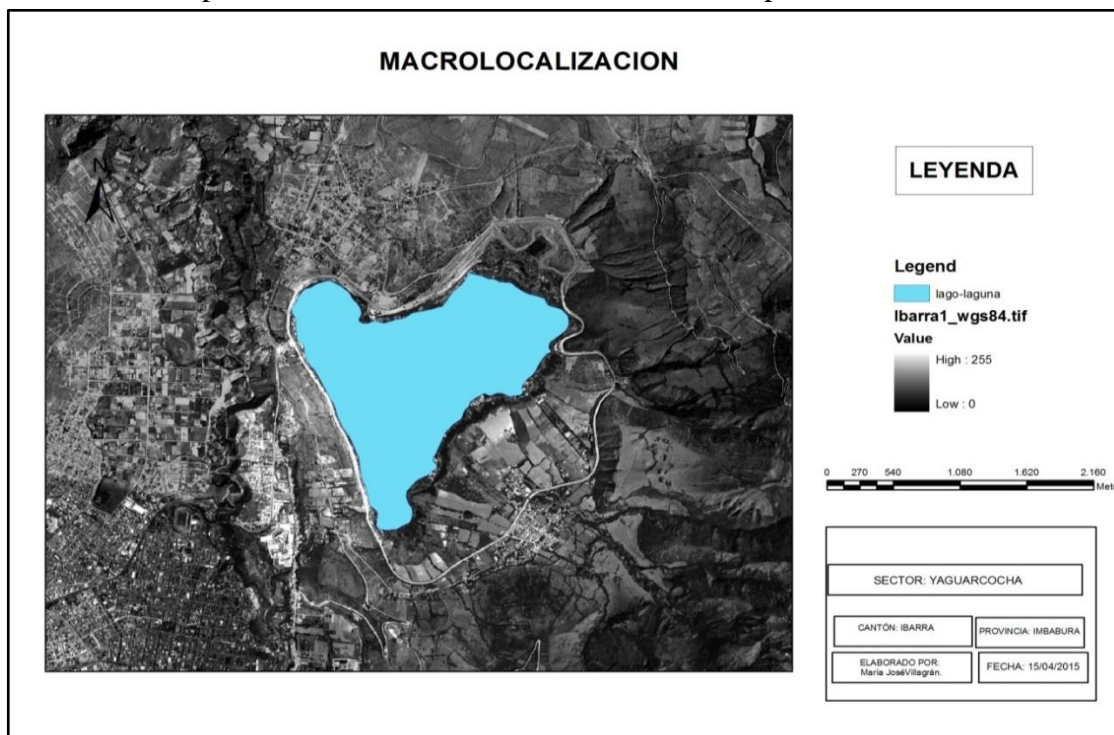 MACROLOCALIZACION
N
LEYENDA
Legend
lago-laguna
Ibarra1_wgs84.tif
Value
High : 255
Low : 0
0 270 540 1.080 1.620 2.160
Met
SECTOR: YAGUARCOCHA
CANTÓN: IBARRA
PROVINCIA: IMBABURA
ELABORADO POR:
María JoséVillagrán.
FECHA: 15/04/2015